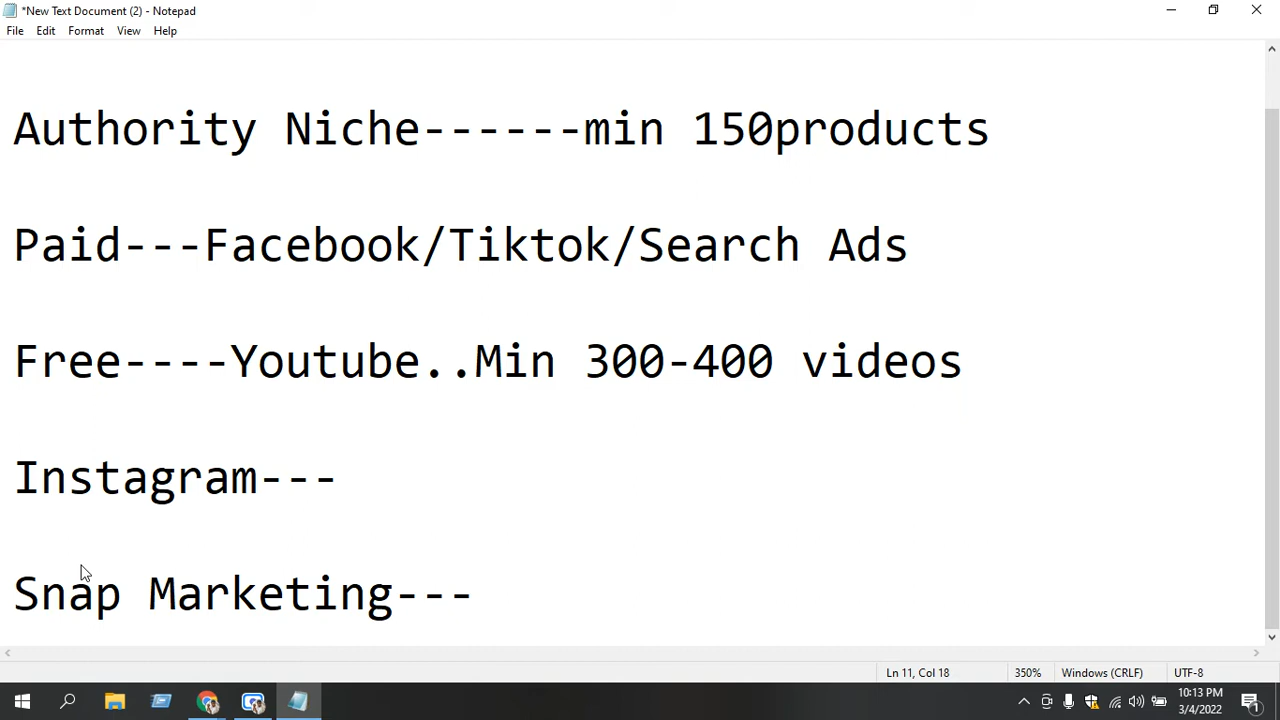 *New Text Document (2) - Notepad
File Edit Format View Help
Authority Niche------min 150products
Paid---Facebook/Tiktok/Search Ads
Free----Youtube..Min 300-400 videos
Instagram---
Snap Marketing---
Ln 11, Col 18 350% Windows (CRLF) UTF-8
10:13 PM
3/4/2022
1